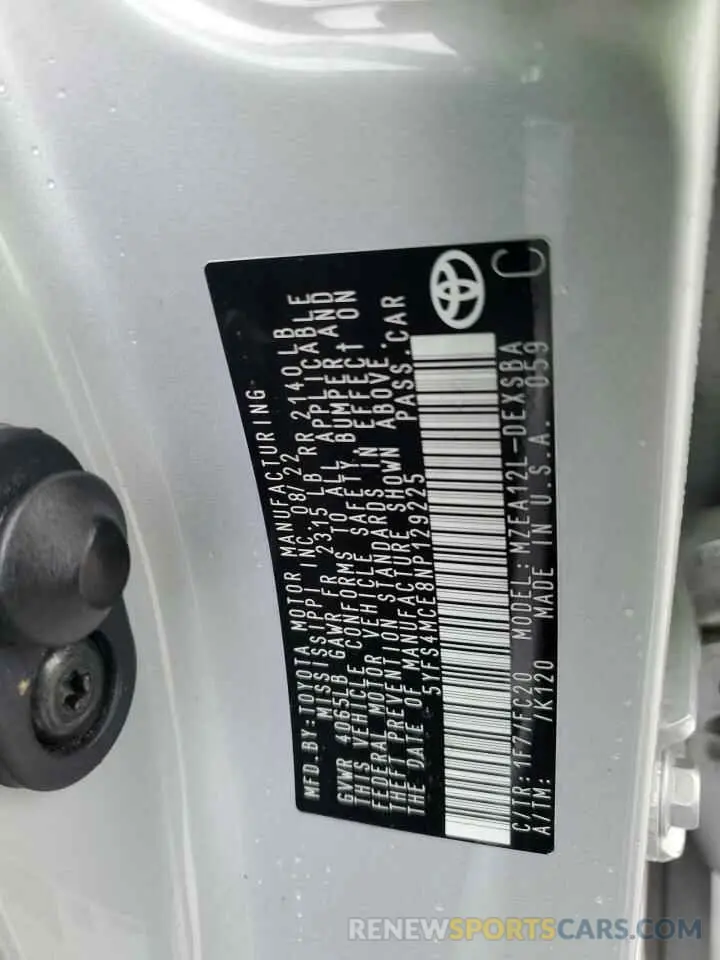 MFD.BY:TOYOTA MOTOR MANUFACTURING
MISSISSIPPI INC.08/22
GVWR 4065LB GAWR FR 2315 LB RR 2140LB
THIS VEHICLE CONFORMS TO ALL APPLICABLE
FEDERAL MOTOR VEHICLE SAFETY, BUMPER AND
THEFT PREVENTION STANDARDS IN EFFECT ON
THE DATE OF MANUFACTURE SHOWN ABOVE.
5YFS4MCE8NP129225 PASS.CAR
C/TR:1F7/FC20 MODEL:MZEA12L-DEXSBA
A/TM: /K120 MADE IN U.S.A. 059
C
RENEWSPORTSCARS.COM